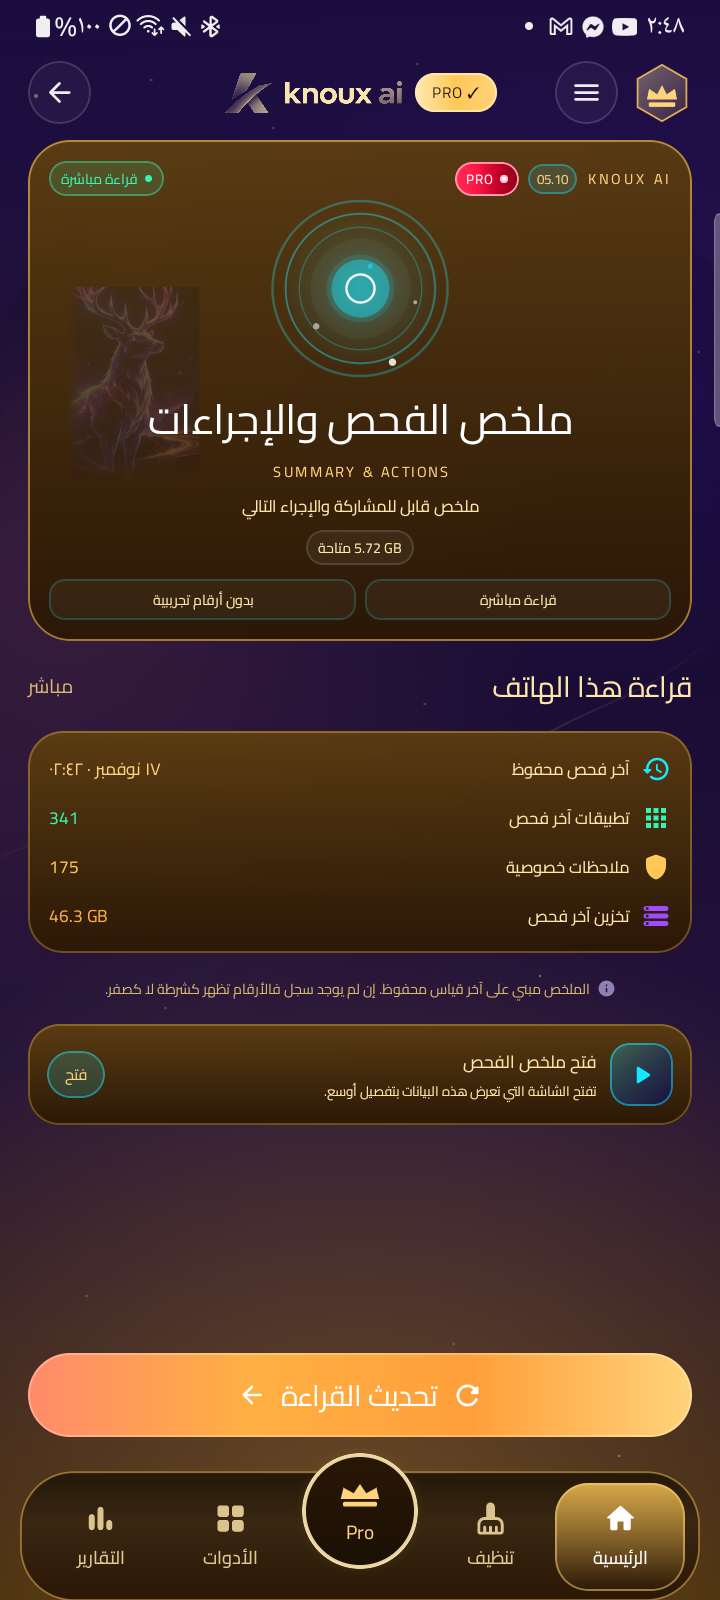 ٢:٤٨
%١٠٠
knoux ai
PRO ✓
KNOUX AI
05.10
PRO
قراءة مباشرة
ملخص الفحص والإجراءات
SUMMARY & ACTIONS
ملخص قابل للمشاركة والإجراء التالي
5.72 GB متاحة
قراءة مباشرة
بدون أرقام تجريبية
قراءة هذا الهاتف
مباشر
آخر فحص محفوظ
١٧ نوفمبر · ٠٢:٤٢
تطبيقات آخر فحص
341
ملاحظات خصوصية
175
تخزين آخر فحص
46.3 GB
الملخص مبني على آخر قياس محفوظ. إن لم يوجد سجل فالأرقام تظهر كشرطة لا كصفر.
فتح ملخص الفحص
تفتح الشاشة التي تعرض هذه البيانات بتفصيل أوسع.
فتح
تحديث القراءة
الرئيسية
تنظيف
Pro
الأدوات
التقارير